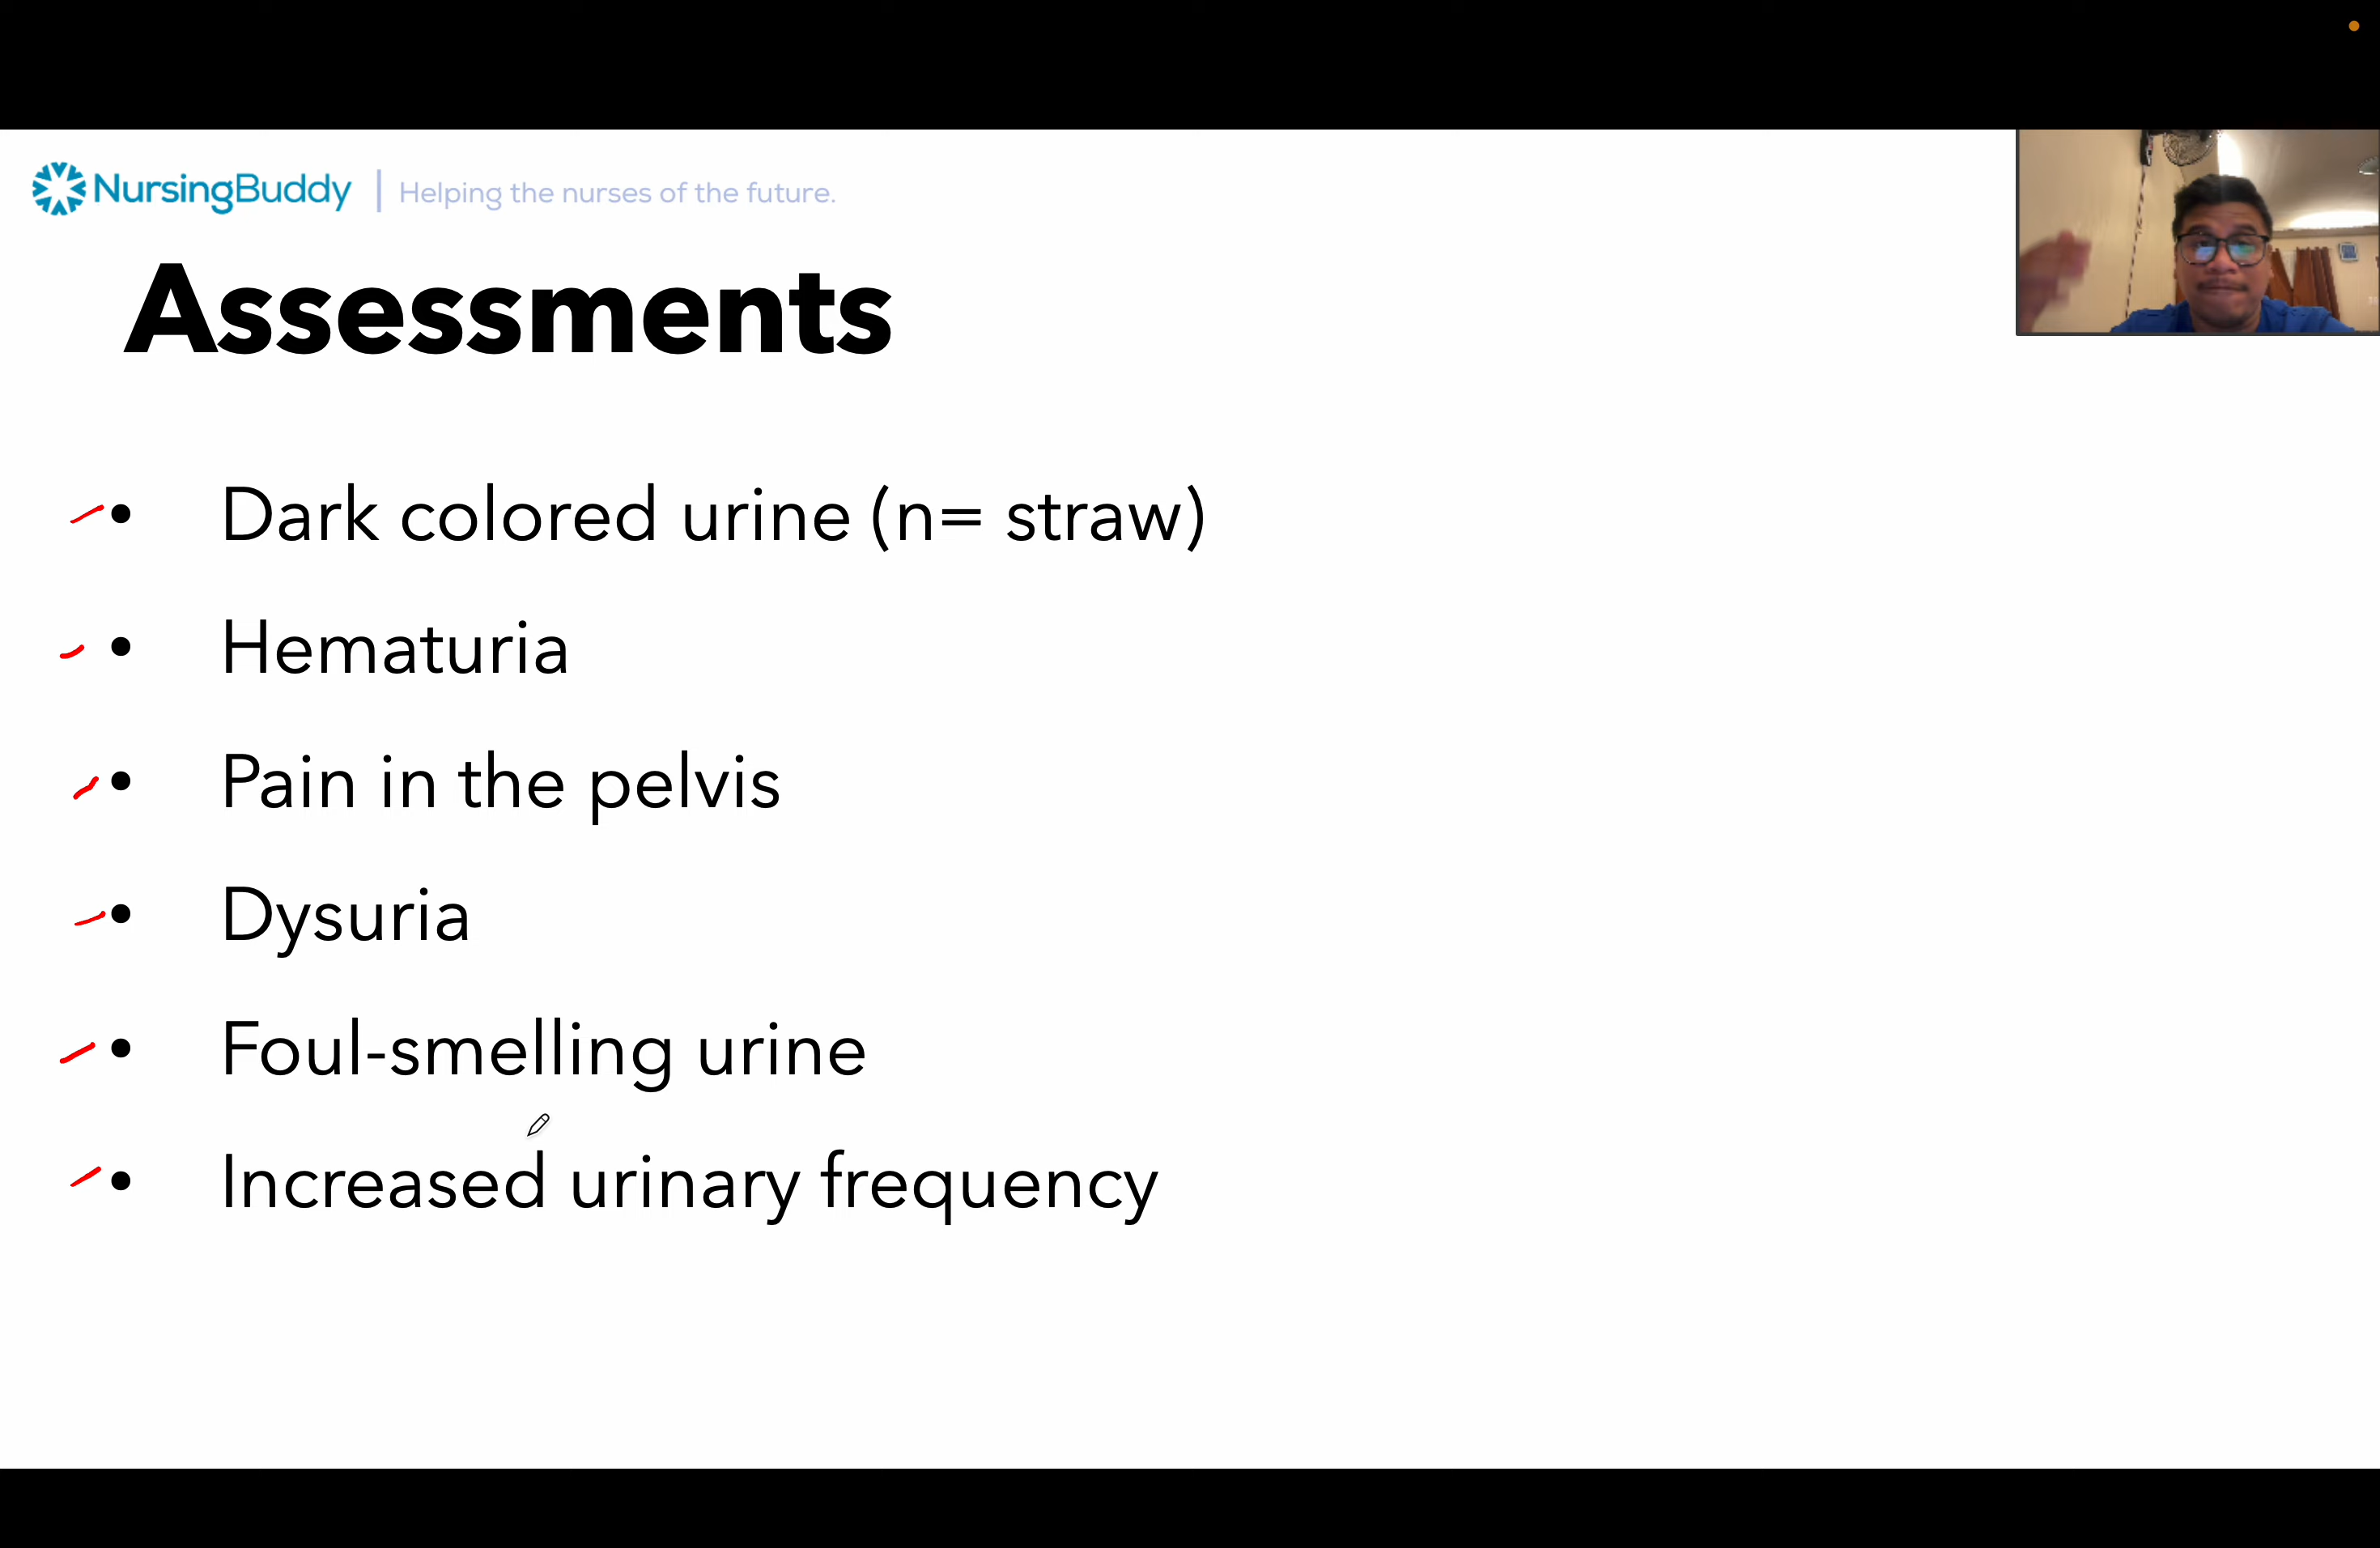 NursingBuddy | Helping the nurses of the future.
Assessments
• Dark colored urine (n= straw)
• Hematuria
• Pain in the pelvis
• Dysuria
• Foul-smelling urine
• Increased urinary frequency